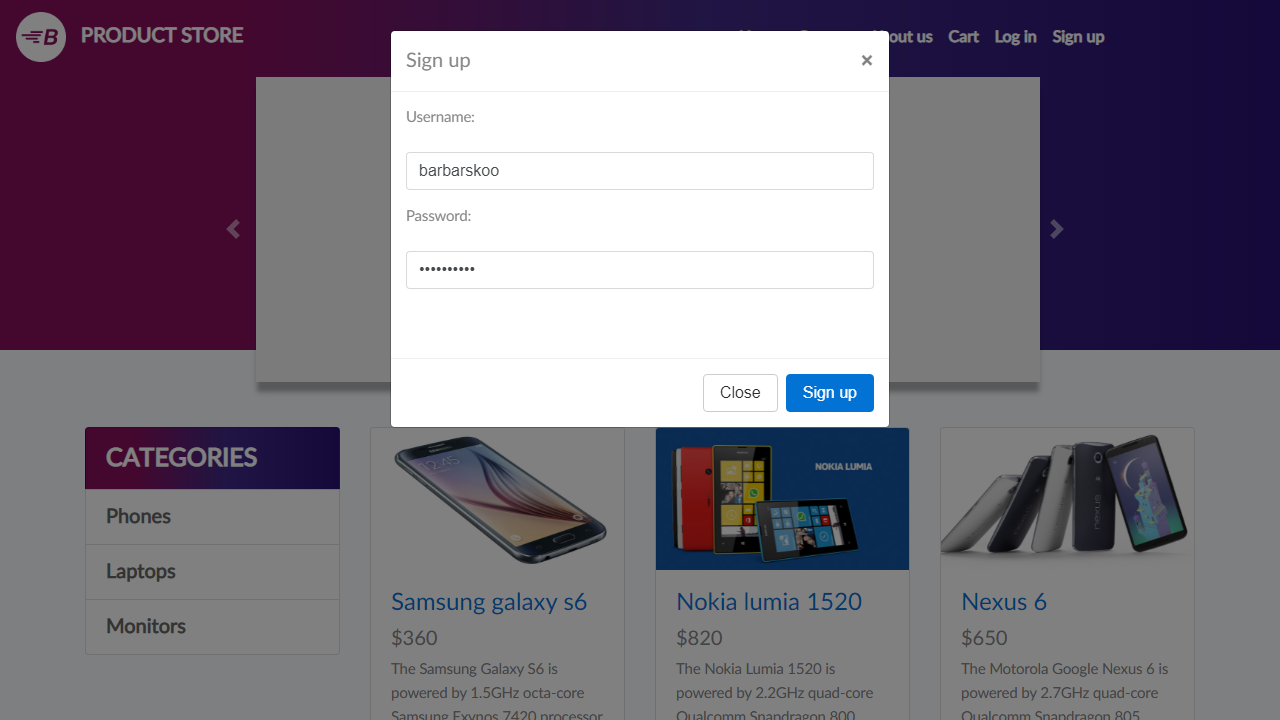 PRODUCT STORE
out us Cart Log in Sign up
Sign up ×
Username:
barbarskoo
Password:
••••••••••
Close Sign up
CATEGORIES
Phones
Laptops
Monitors
12:45
Samsung galaxy s6
$360
The Samsung Galaxy S6 is
powered by 1.5GHz octa-core
Samsung Exynos 7420 processor
NOKIA LUMIA
Nokia lumia 1520
$820
The Nokia Lumia 1520 is
powered by 2.2GHz quad-core
Qualcomm Snapdragon 800
nexus
Nexus 6
$650
The Motorola Google Nexus 6 is
powered by 2.7GHz quad-core
Qualcomm Snapdragon 805